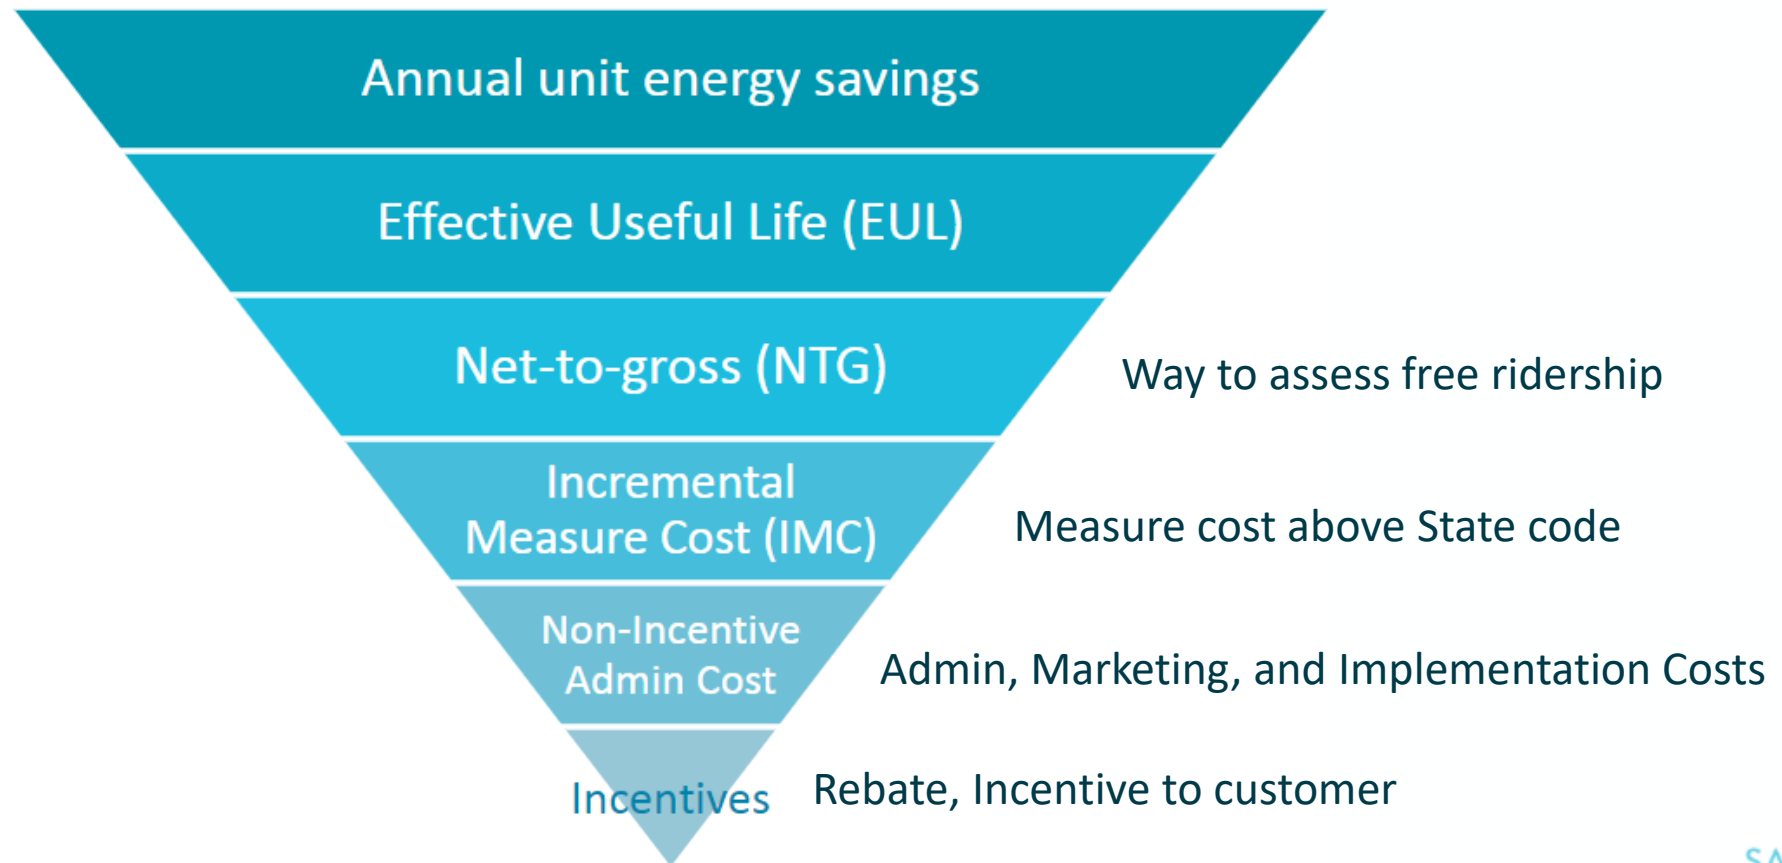 Annual unit energy savings
Effective Useful Life (EUL)
Net-to-gross (NTG)
Way to assess free ridership
Incremental
Measure Cost (IMC)
Measure cost above State code
Non-Incentive
Admin Cost
Admin, Marketing, and Implementation Costs
Incentives
Rebate, Incentive to customer